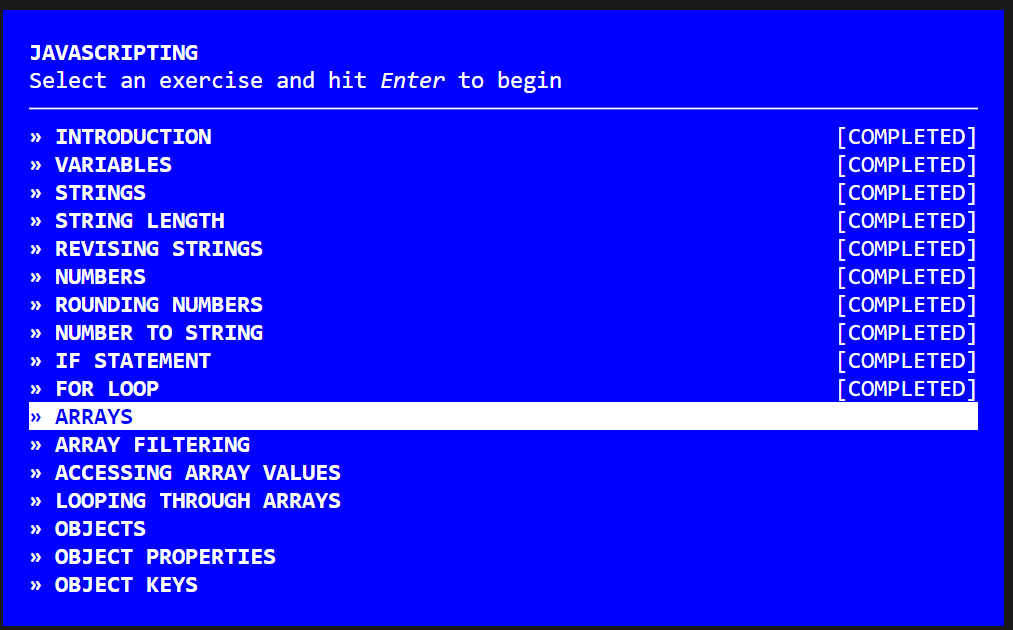 JAVASCRIPTING
Select an exercise and hit Enter to begin
» INTRODUCTION [COMPLETED]
» VARIABLES [COMPLETED]
» STRINGS [COMPLETED]
» STRING LENGTH [COMPLETED]
» REVISING STRINGS [COMPLETED]
» NUMBERS [COMPLETED]
» ROUNDING NUMBERS [COMPLETED]
» NUMBER TO STRING [COMPLETED]
» IF STATEMENT [COMPLETED]
» FOR LOOP [COMPLETED]
» ARRAYS
» ARRAY FILTERING
» ACCESSING ARRAY VALUES
» LOOPING THROUGH ARRAYS
» OBJECTS
» OBJECT PROPERTIES
» OBJECT KEYS